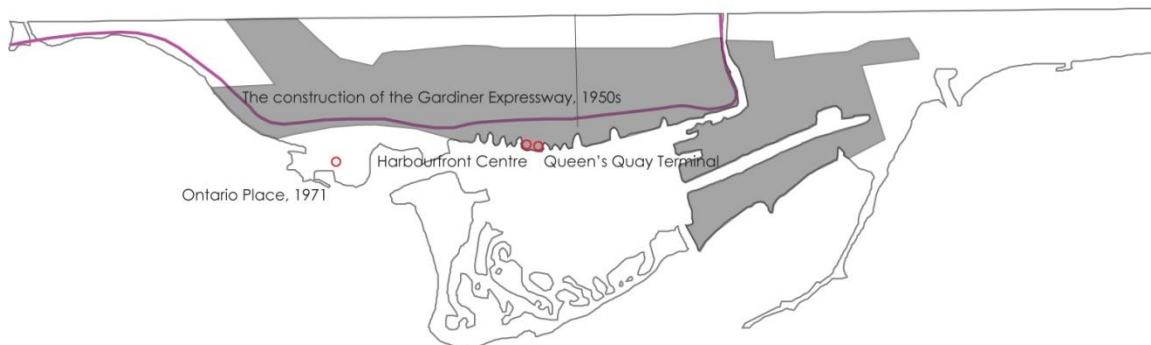 The construction of the Gardiner Expressway, 1950s
Harbourfront Centre
Queen's Quay Terminal
Ontario Place, 1971